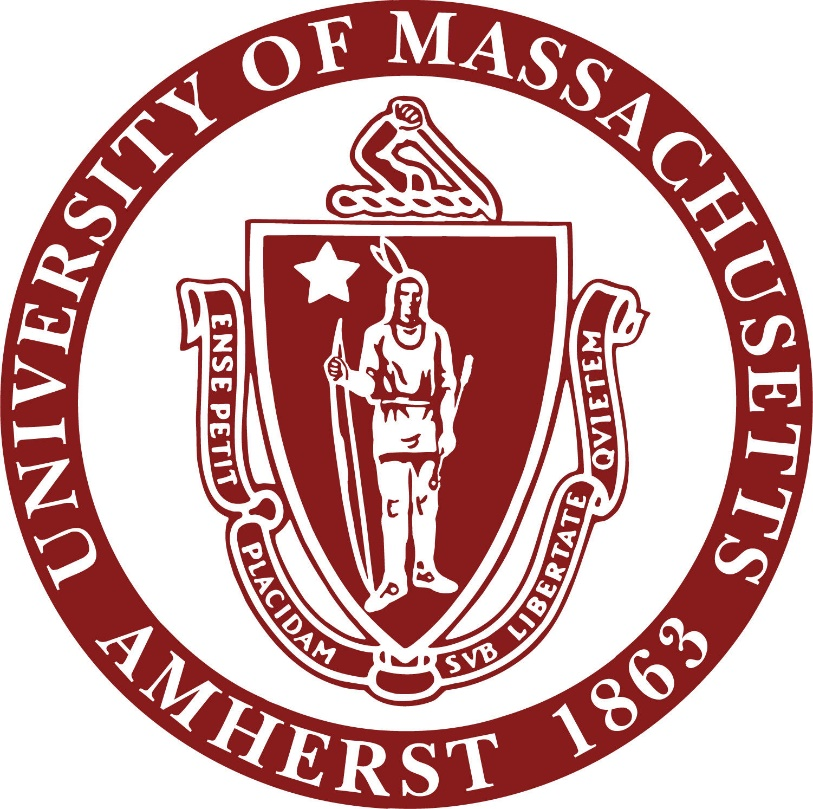 UNIVERSITY OF MASSACHUSETTS
AMHERST 1863
ENSE PETIT
PLACIDAM
SVB LIBERTATE
QVIETEM